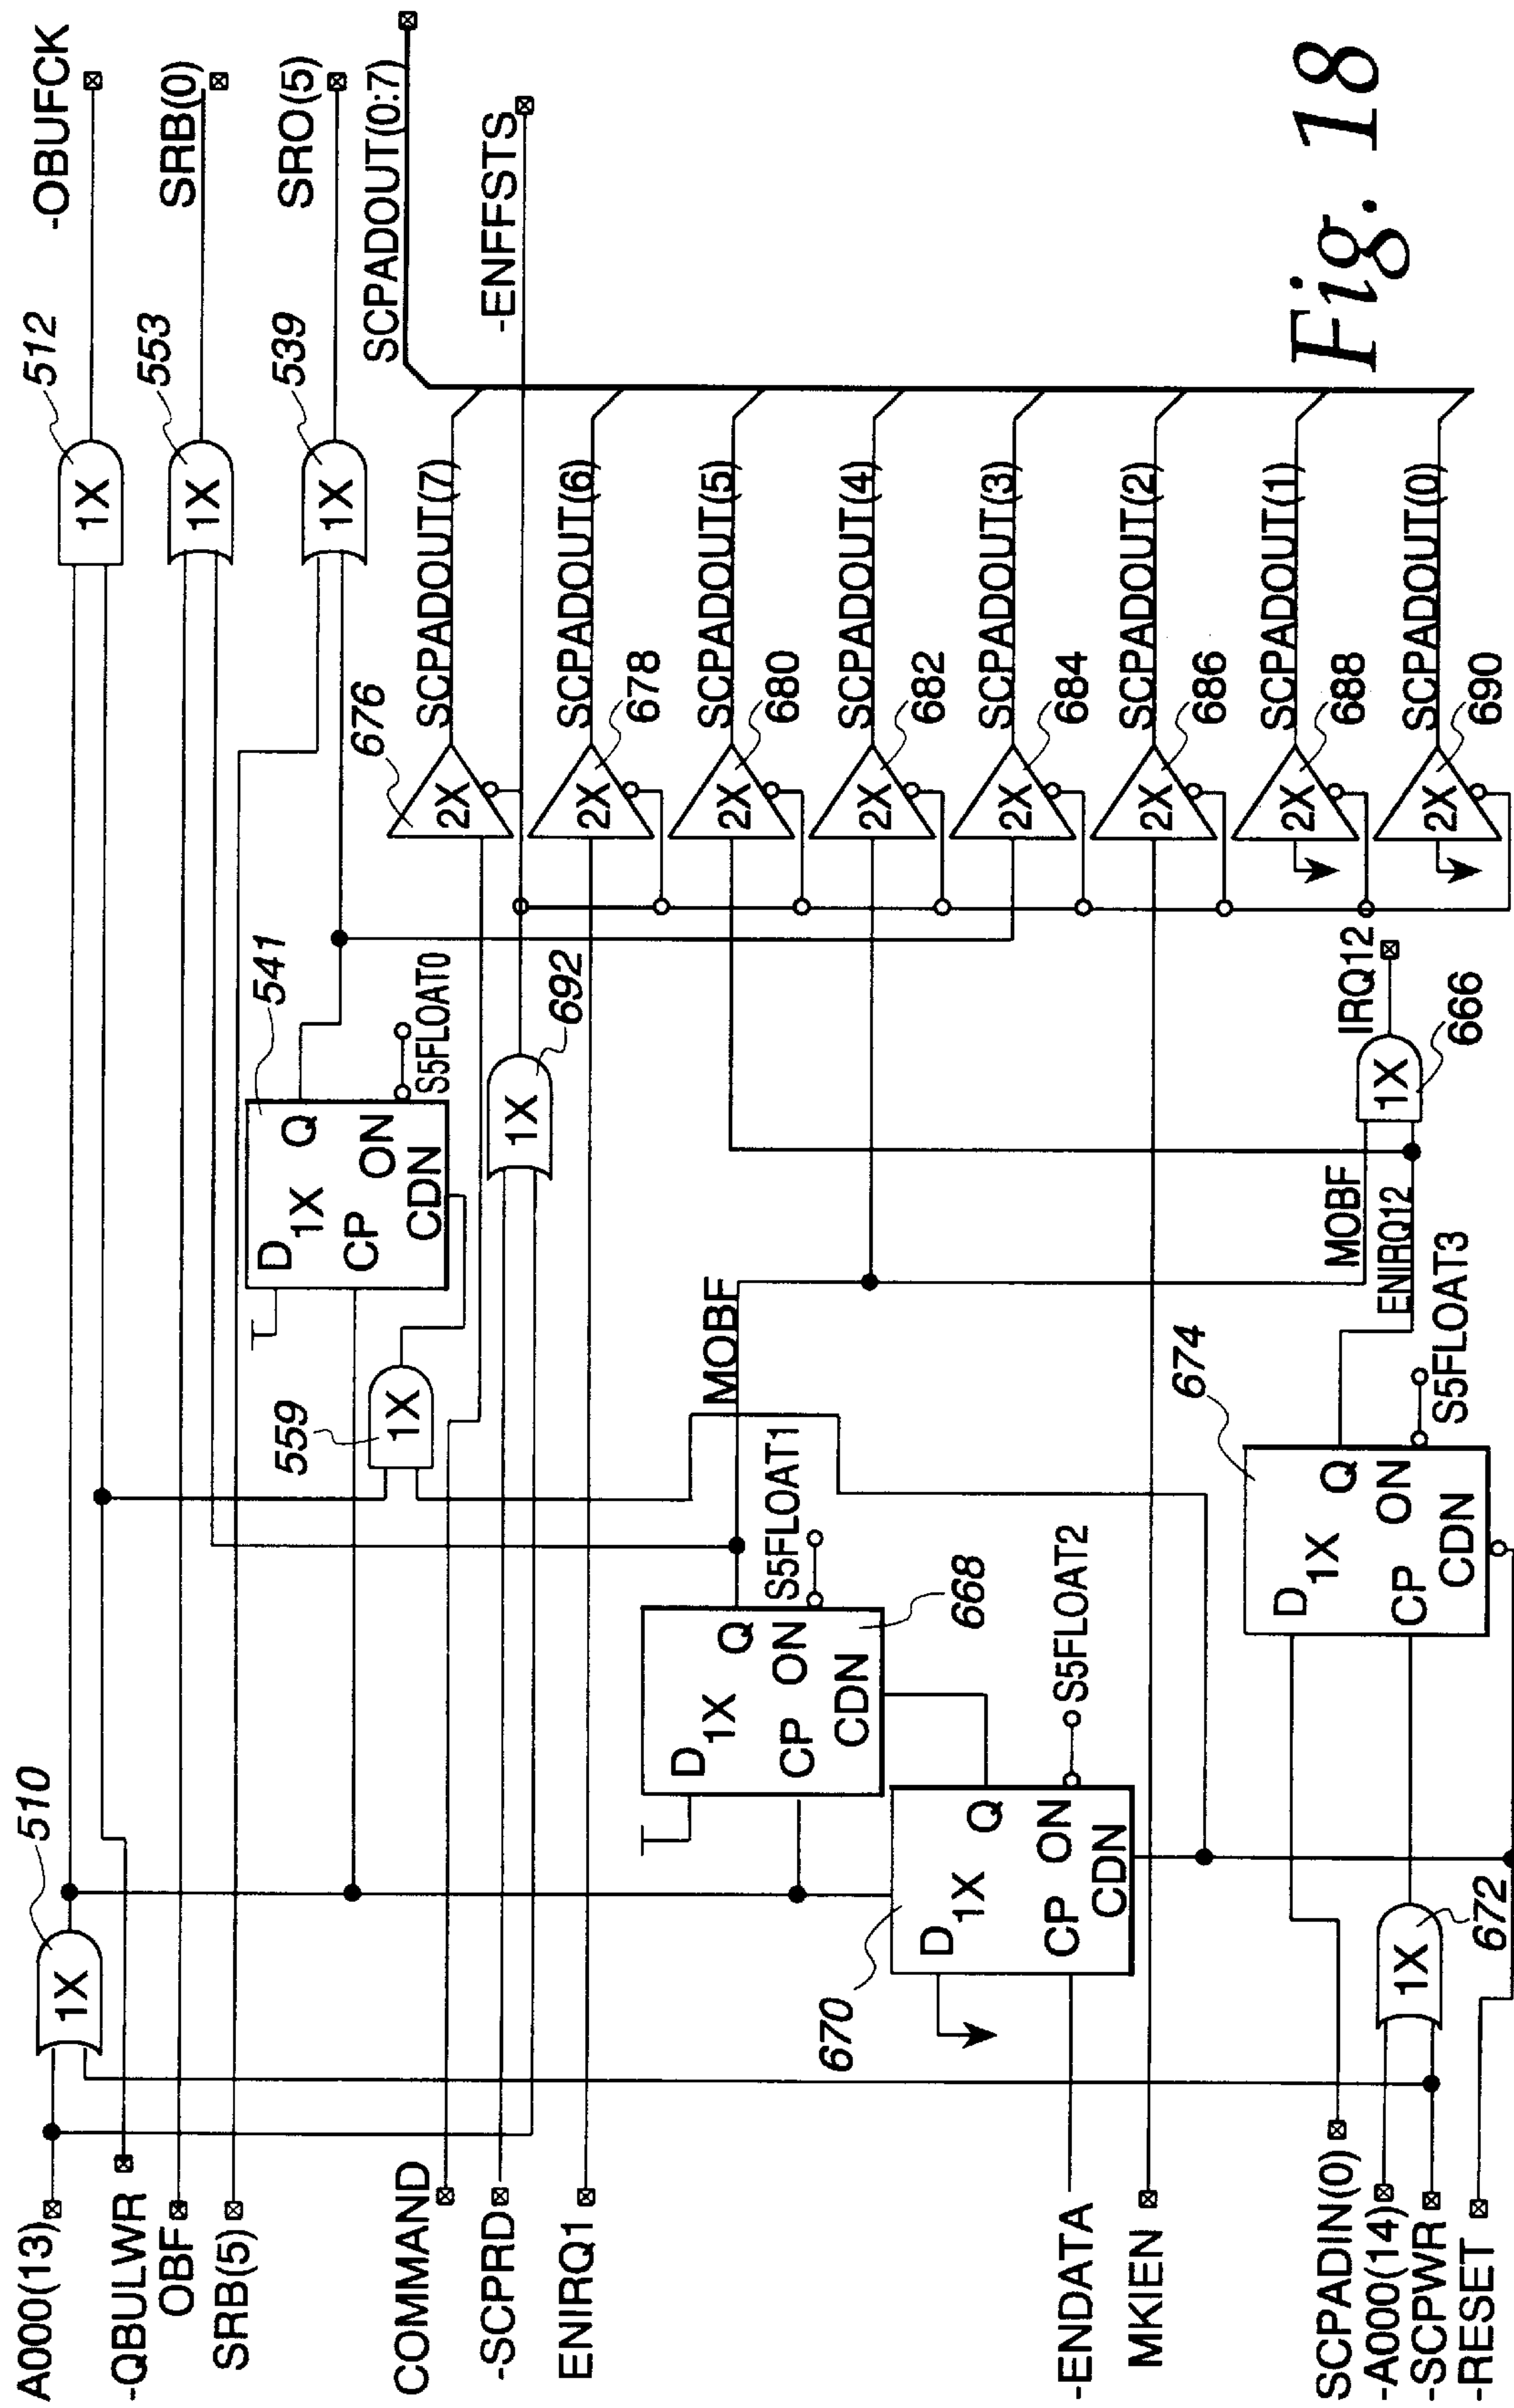 A000(13)
-QBULWR
OBF
SRB(5)
COMMAND
-SCPRD
ENIRQ1
-ENDATA
MKIEN
SCPADIN(0)
-A000(14)
-SCPWR
-RESET
510
1X
512
1X
-OBUFCK
553
1X
SRB(0)
539
1X
SRO(5)
541
D
1X
Q
CP
ON
CDN
S5FLOAT0
559
1X
692
1X
-ENFFSTS
SCPADOUT(0:7)
676
2X
SCPADOUT(7)
2X
678
SCPADOUT(6)
2X
680
SCPADOUT(5)
2X
682
SCPADOUT(4)
2X
684
SCPADOUT(3)
2X
686
SCPADOUT(2)
2X
688
SCPADOUT(1)
2X
690
SCPADOUT(0)
MOBF
D
1X
Q
CP
ON
CDN
S5FLOAT1
668
670
D
1X
Q
CP
ON
CDN
S5FLOAT2
672
1X
674
D
1X
Q
CP
ON
CDN
S5FLOAT3
MOBF
ENIRQ12
1X
666
IRQ12
Fig. 18